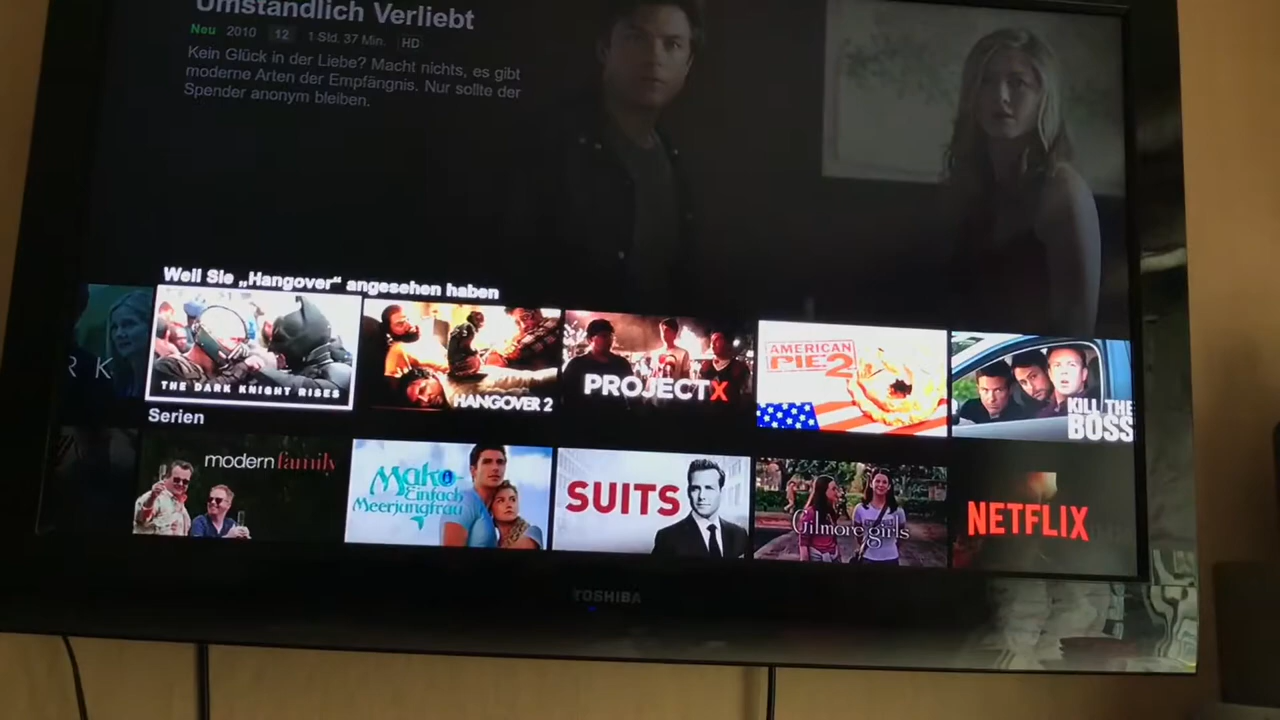 Umständlich Verliebt
Neu 2010 12 1 Std. 37 Min. HD
Kein Glück in der Liebe? Macht nichts, es gibt
moderne Arten der Empfängnis. Nur sollte der
Spender anonym bleiben.
Weil Sie „Hangover“ angesehen haben
RK
THE DARK KNIGHT RISES
HANGOVER 2
PROJECT X
AMERICAN
PIE 2
KILL THE
BOSS
Serien
modern family
Mako-
Einfach
Meerjungfrau
SUITS
Gilmore girls
NETFLIX
TOSHIBA